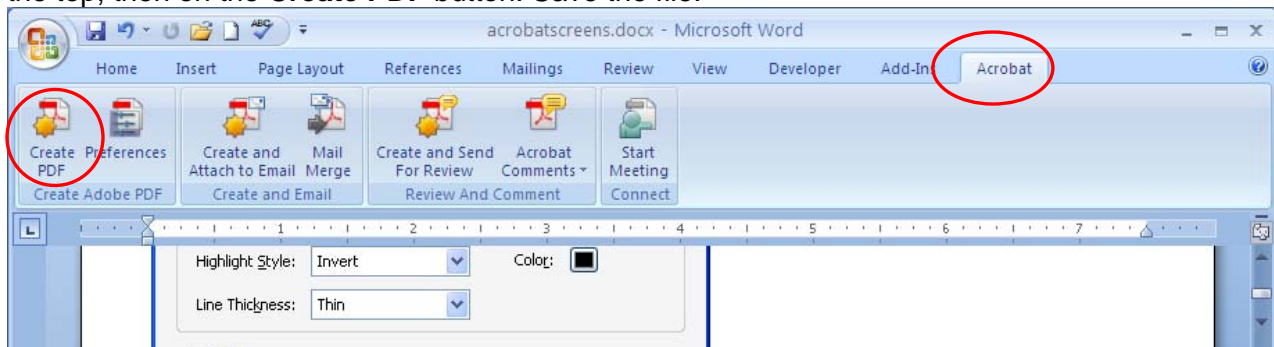 the top, then on the Create PDF button. Save the file.
acrobatscreens.docx - Microsoft Word
Home Insert Page Layout References Mailings Review View Developer Add-Ins Acrobat
Create PDF
Preferences
Create and Attach to Email
Mail Merge
Create and Send For Review
Acrobat Comments
Start Meeting
Create Adobe PDF
Create and Email
Review And Comment
Connect
1 2 3 4 5 6 7
Highlight Style: Invert Color:
Line Thickness: Thin